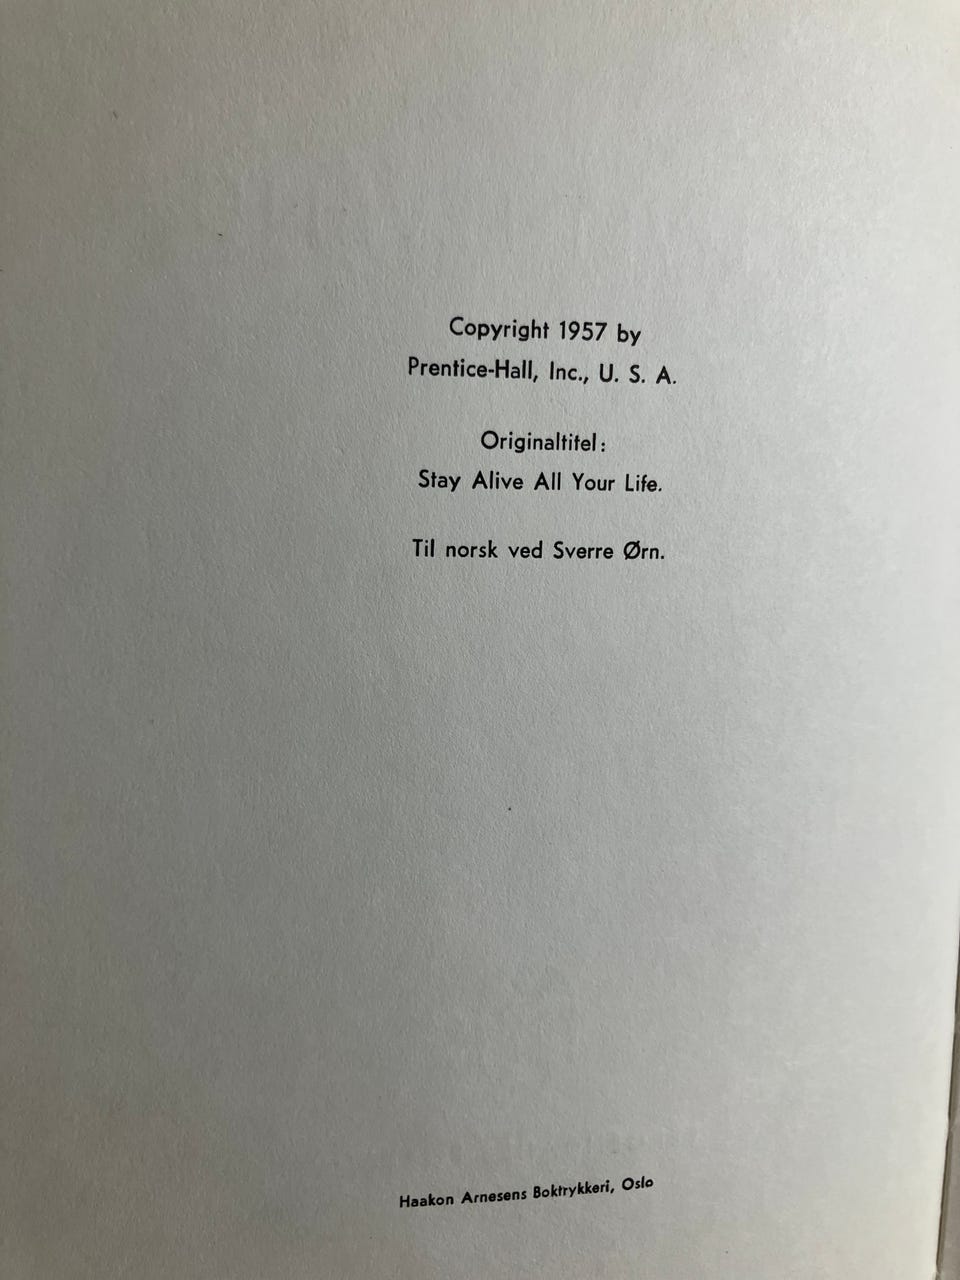 Copyright 1957 by
Prentice-Hall, Inc., U. S. A.
Originaltitel:
Stay Alive All Your Life.
Til norsk ved Sverre Ørn.
Haakon Arnesens Boktrykkeri, Oslo